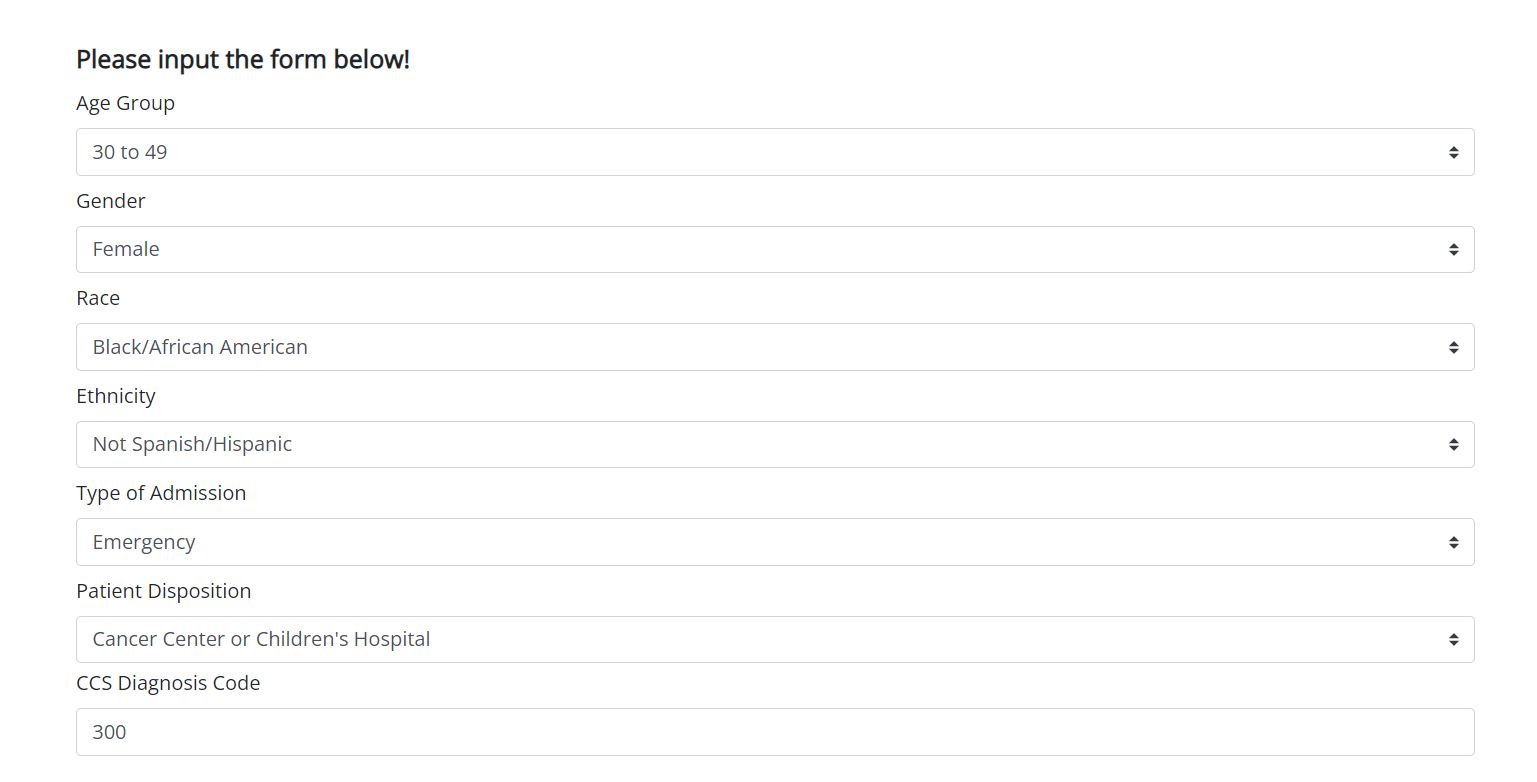 Please input the form below!
Age Group
30 to 49
Gender
Female
Race
Black/African American
Ethnicity
Not Spanish/Hispanic
Type of Admission
Emergency
Patient Disposition
Cancer Center or Children's Hospital
CCS Diagnosis Code
300